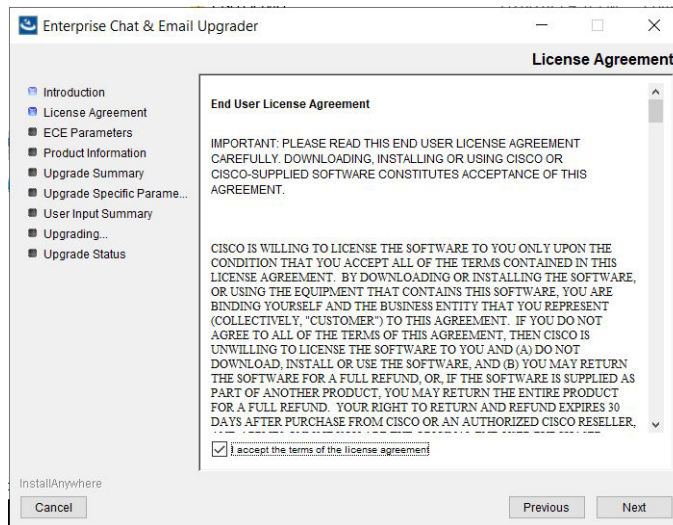 Enterprise Chat & Email Upgrader
License Agreement
Introduction
License Agreement
ECE Parameters
Product Information
Upgrade Summary
Upgrade Specific Parame...
User Input Summary
Upgrading...
Upgrade Status
End User License Agreement
IMPORTANT: PLEASE READ THIS END USER LICENSE AGREEMENT
CAREFULLY. DOWNLOADING, INSTALLING OR USING CISCO OR
CISCO-SUPPLIED SOFTWARE CONSTITUTES ACCEPTANCE OF THIS
AGREEMENT.
CISCO IS WILLING TO LICENSE THE SOFTWARE TO YOU ONLY UPON THE
CONDITION THAT YOU ACCEPT ALL OF THE TERMS CONTAINED IN THIS
LICENSE AGREEMENT. BY DOWNLOADING OR INSTALLING THE SOFTWARE,
OR USING THE EQUIPMENT THAT CONTAINS THIS SOFTWARE, YOU ARE
BINDING YOURSELF AND THE BUSINESS ENTITY THAT YOU REPRESENT
(COLLECTIVELY, "CUSTOMER") TO THIS AGREEMENT. IF YOU DO NOT
AGREE TO ALL OF THE TERMS OF THIS AGREEMENT, THEN CISCO IS
UNWILLING TO LICENSE THE SOFTWARE TO YOU AND (A) DO NOT
DOWNLOAD, INSTALL OR USE THE SOFTWARE, AND (B) YOU MAY RETURN
THE SOFTWARE FOR A FULL REFUND, OR, IF THE SOFTWARE IS SUPPLIED AS
PART OF ANOTHER PRODUCT, YOU MAY RETURN THE ENTIRE PRODUCT
FOR A FULL REFUND. YOUR RIGHT TO RETURN AND REFUND EXPIRES 30
DAYS AFTER PURCHASE FROM CISCO OR AN AUTHORIZED CISCO RESELLER,
I accept the terms of the license agreement
InstallAnywhere
Cancel
Previous
Next